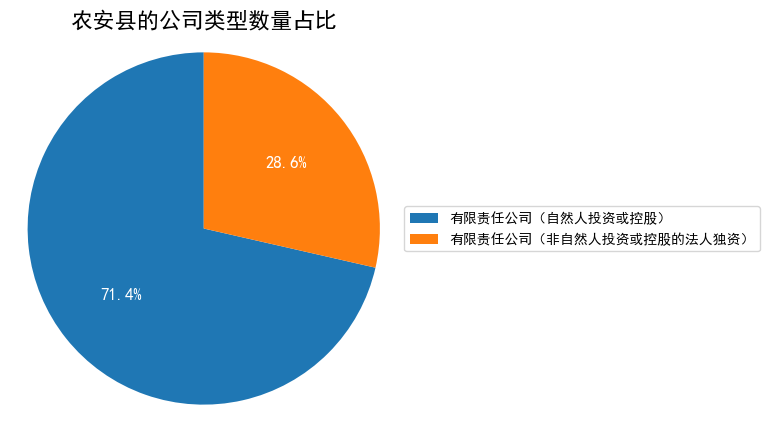 农安县的公司类型数量占比
28.6%
71.4%
有限责任公司（自然人投资或控股）
有限责任公司（非自然人投资或控股的法人独资）